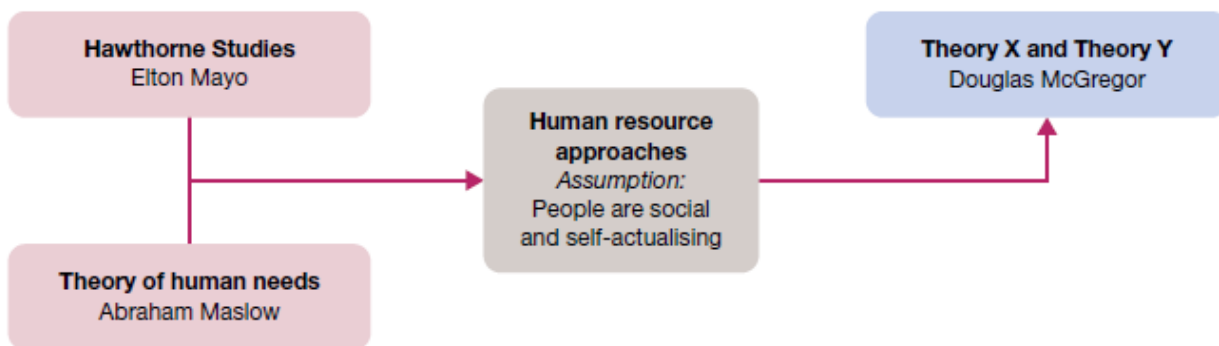 Hawthorne Studies
Elton Mayo
Theory of human needs
Abraham Maslow
Human resource
approaches
Assumption:
People are social
and self-actualising
Theory X and Theory Y
Douglas McGregor